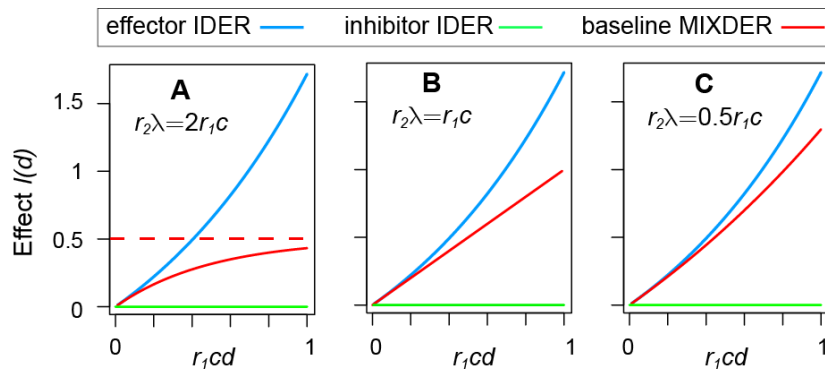 effector IDER inhibitor IDER baseline MIXDER
A B C
r₂λ=2r₁c r₂λ=r₁c r₂λ=0.5r₁c
Effect I(d)
1.5
1
0.5
0
0 1 0 1 0 1
r₁cd r₁cd r₁cd